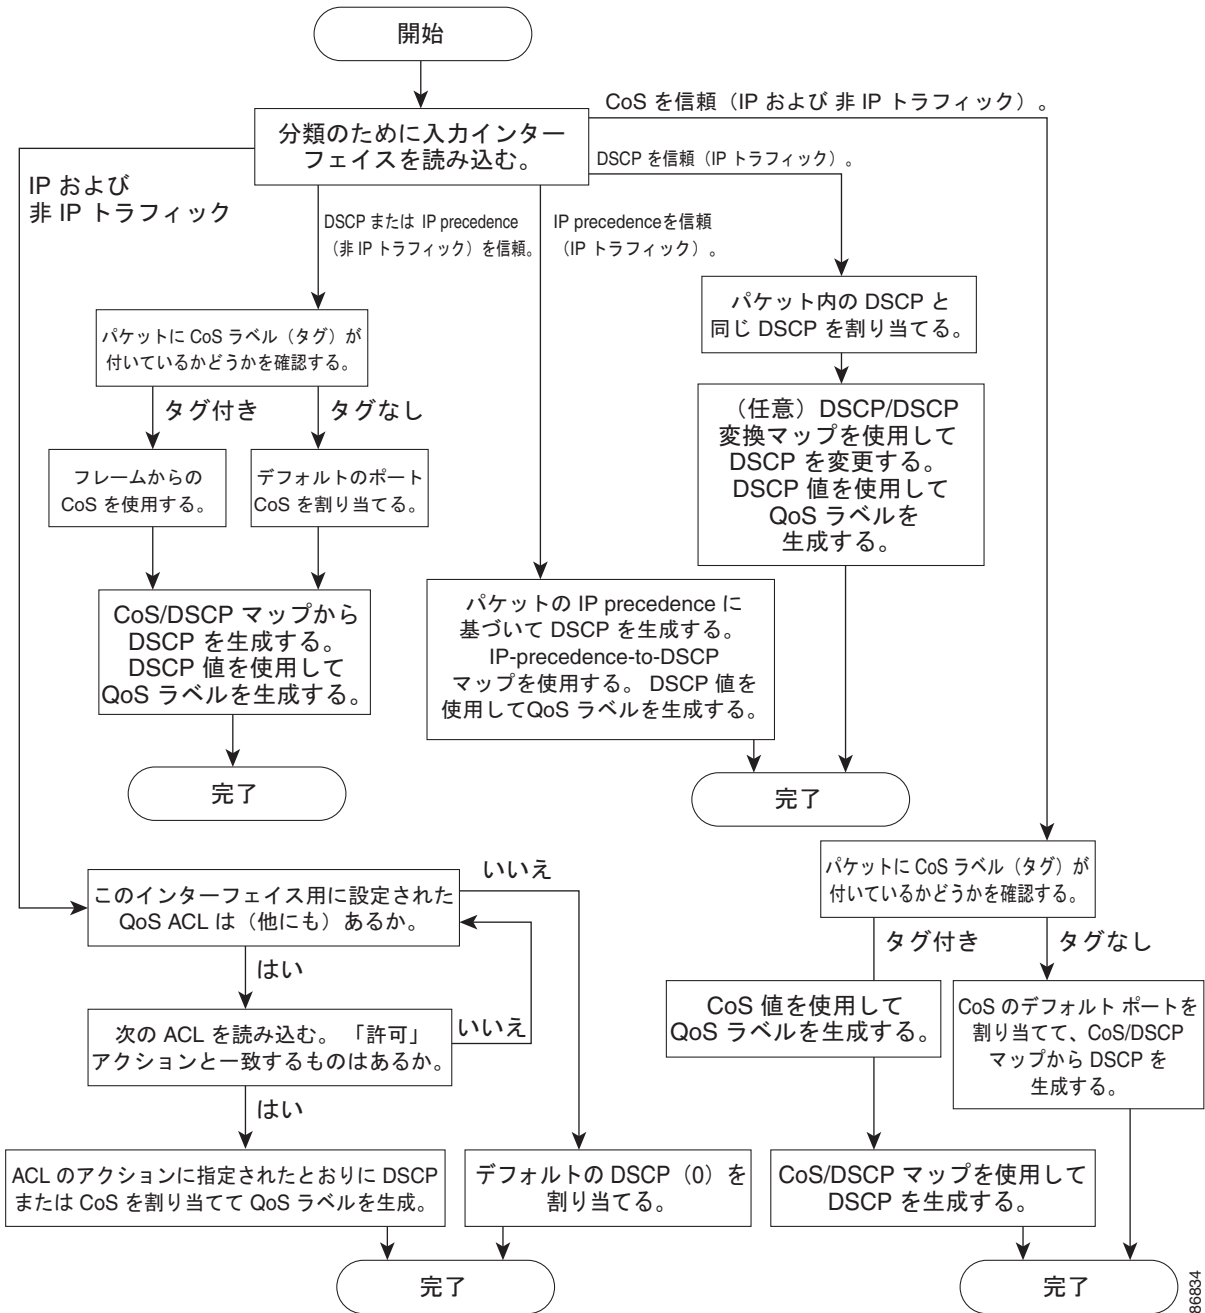 開始
CoS を信頼（IP および 非 IP トラフィック）。
分類のために入力インター
フェイスを読み込む。
DSCP を信頼（IP トラフィック）。
IP および
非 IP トラフィック
DSCP または IP precedence
（非 IP トラフィック）を信頼。
IP precedenceを信頼
（IP トラフィック）。
パケット内の DSCP と
同じ DSCP を割り当てる。
パケットに CoS ラベル（タグ）が
付いているかどうかを確認する。
タグ付き
タグなし
（任意）DSCP/DSCP
変換マップを使用して
DSCP を変更する。
DSCP 値を使用して
QoS ラベルを
生成する。
フレームからの
CoS を使用する。
デフォルトのポート
CoS を割り当てる。
CoS/DSCP マップから
DSCP を生成する。
DSCP 値を使用して
QoS ラベルを生成する。
パケットの IP precedence に
基づいて DSCP を生成する。
IP-precedence-to-DSCP
マップを使用する。 DSCP 値を
使用してQoS ラベルを生成する。
完了
完了
パケットに CoS ラベル（タグ）が
付いているかどうかを確認する。
いいえ
このインターフェイス用に設定された
QoS ACL は（他にも）あるか。
タグ付き
タグなし
はい
CoS 値を使用して
QoS ラベルを生成する。
CoS のデフォルト ポートを
割り当てて、CoS/DSCP
マップから DSCP を
生成する。
次の ACL を読み込む。 「許可」
アクションと一致するものはあるか。
いいえ
はい
ACL のアクションに指定されたとおりに DSCP
または CoS を割り当てて QoS ラベルを生成。
デフォルトの DSCP（0）を
割り当てる。
CoS/DSCP マップを使用して
DSCP を生成する。
完了
完了
86834